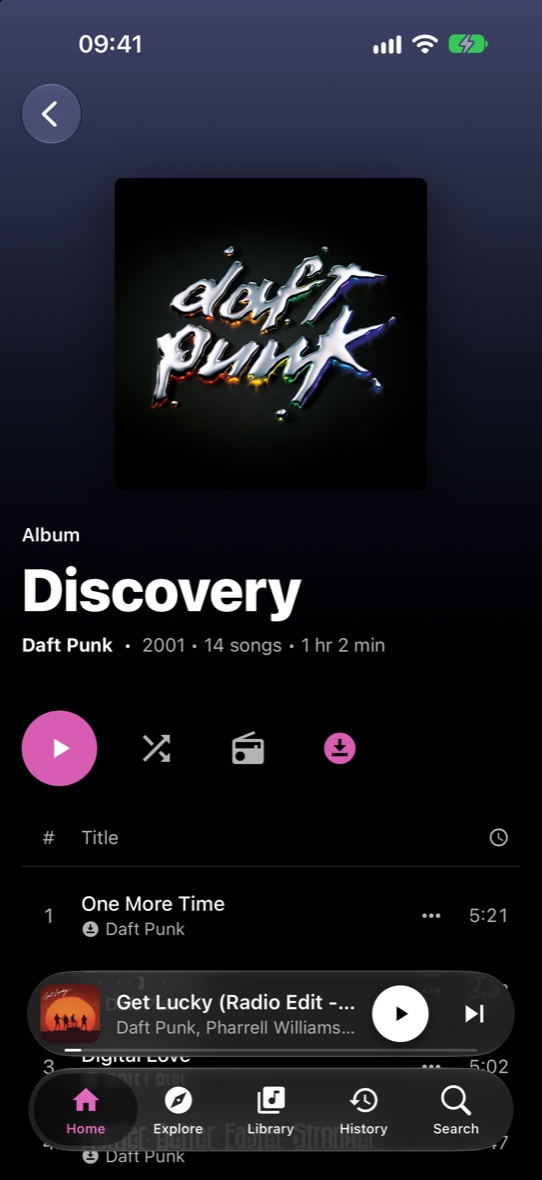 09:41
daft
punk
Album
Discovery
Daft Punk • 2001 • 14 songs • 1 hr 2 min
# Title
1 One More Time 5:21
Daft Punk
Get Lucky (Radio Edit -...
Daft Punk, Pharrell Williams...
3 Digital Love 5:02
Home Explore Library History Search
Daft Punk